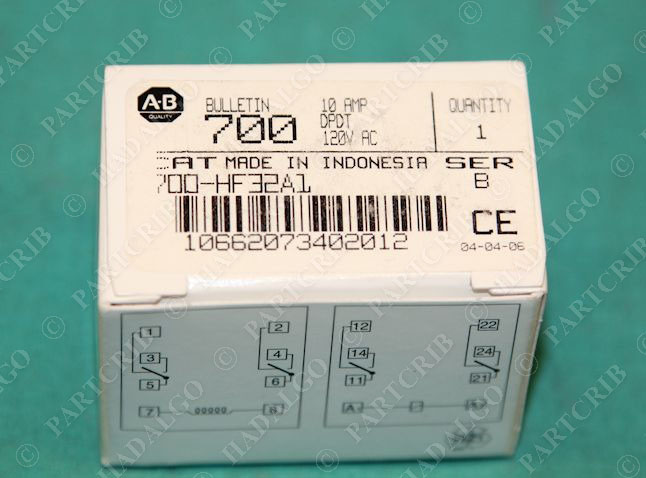 A-B
QUALITY
BULLETIN 700
10 AMP
DPDT
120V AC
QUANTITY
1
CAT MADE IN INDONESIA SER
700-HF32A1 B
10662073402012
CE
04-04-06
1 2 12 22
3 4 14 24
5 6 11 21
7 8 A
PARTCRIB © HADALGO